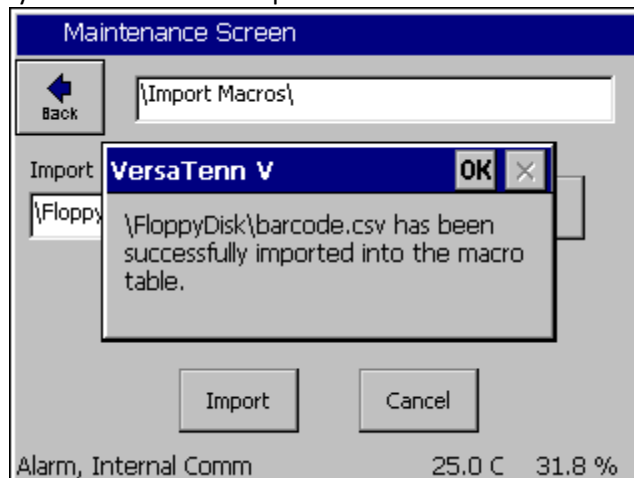 Maintenance Screen
Back
\Import Macros\
Import
VersaTenn V
OK
\Floppy
\FloppyDisk\barcode.csv has been
successfully imported into the macro
table.
Import
Cancel
Alarm, Internal Comm
25.0 C
31.8 %